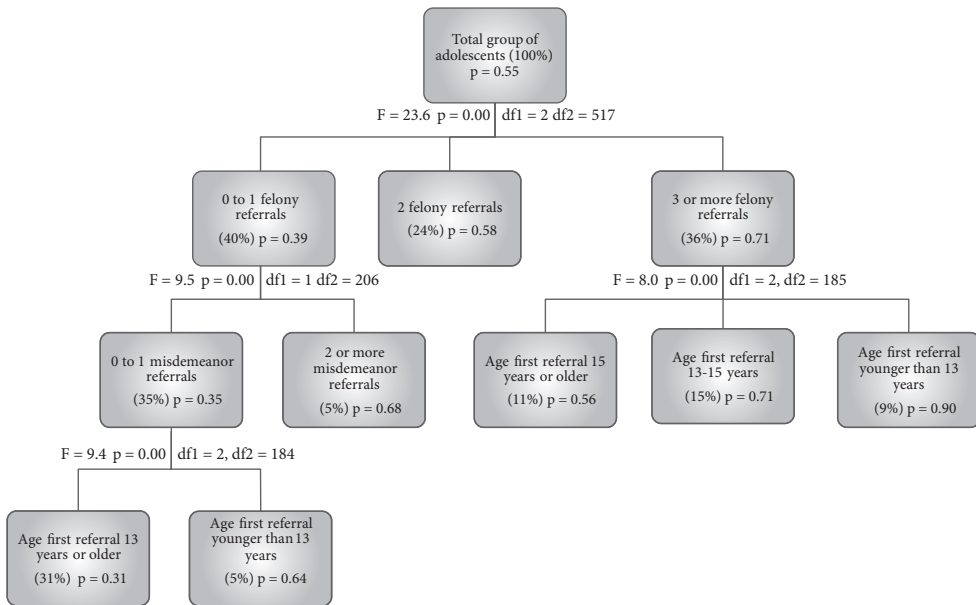 Total group of
adolescents (100%)
p = 0.55
F = 23.6 p = 0.00 df1 = 2 df2 = 517
0 to 1 felony
referrals
(40%) p = 0.39
2 felony referrals
(24%) p = 0.58
3 or more felony
referrals
(36%) p = 0.71
F = 9.5 p = 0.00 df1 = 1 df2 = 206
F = 8.0 p = 0.00 df1 = 2, df2 = 185
0 to 1 misdemeanor
referrals
(35%) p = 0.35
2 or more
misdemeanor
referrals
(5%) p = 0.68
Age first referral 15
years or older
(11%) p = 0.56
Age first referral
13-15 years
(15%) p = 0.71
Age first referral
younger than 13
years
(9%) p = 0.90
F = 9.4 p = 0.00 df1 = 2, df2 = 184
Age first referral 13
years or older
(31%) p = 0.31
Age first referral
younger than 13
years
(5%) p = 0.64